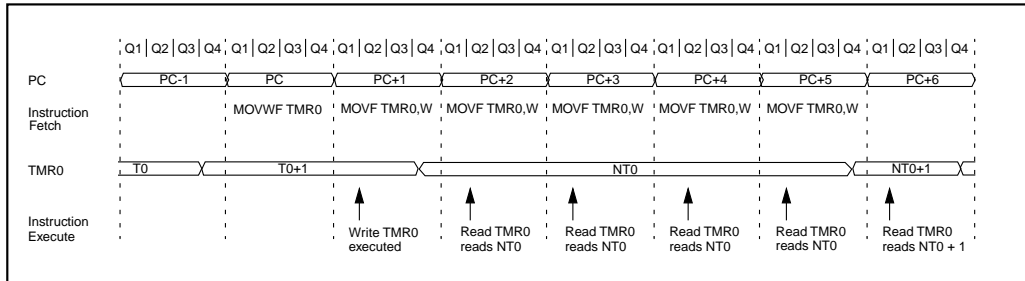 Q1 Q2 Q3 Q4 Q1 Q2 Q3 Q4 Q1 Q2 Q3 Q4 Q1 Q2 Q3 Q4 Q1 Q2 Q3 Q4 Q1 Q2 Q3 Q4 Q1 Q2 Q3 Q4 Q1 Q2 Q3 Q4
PC PC-1 PC PC+1 PC+2 PC+3 PC+4 PC+5 PC+6
Instruction MOVWF TMR0 MOVF TMR0,W MOVF TMR0,W MOVF TMR0,W MOVF TMR0,W MOVF TMR0,W
Fetch
TMR0 T0 T0+1 NT0 NT0+1
Instruction Write TMR0 Read TMR0 Read TMR0 Read TMR0 Read TMR0 Read TMR0
Execute executed reads NT0 reads NT0 reads NT0 reads NT0 reads NT0 + 1